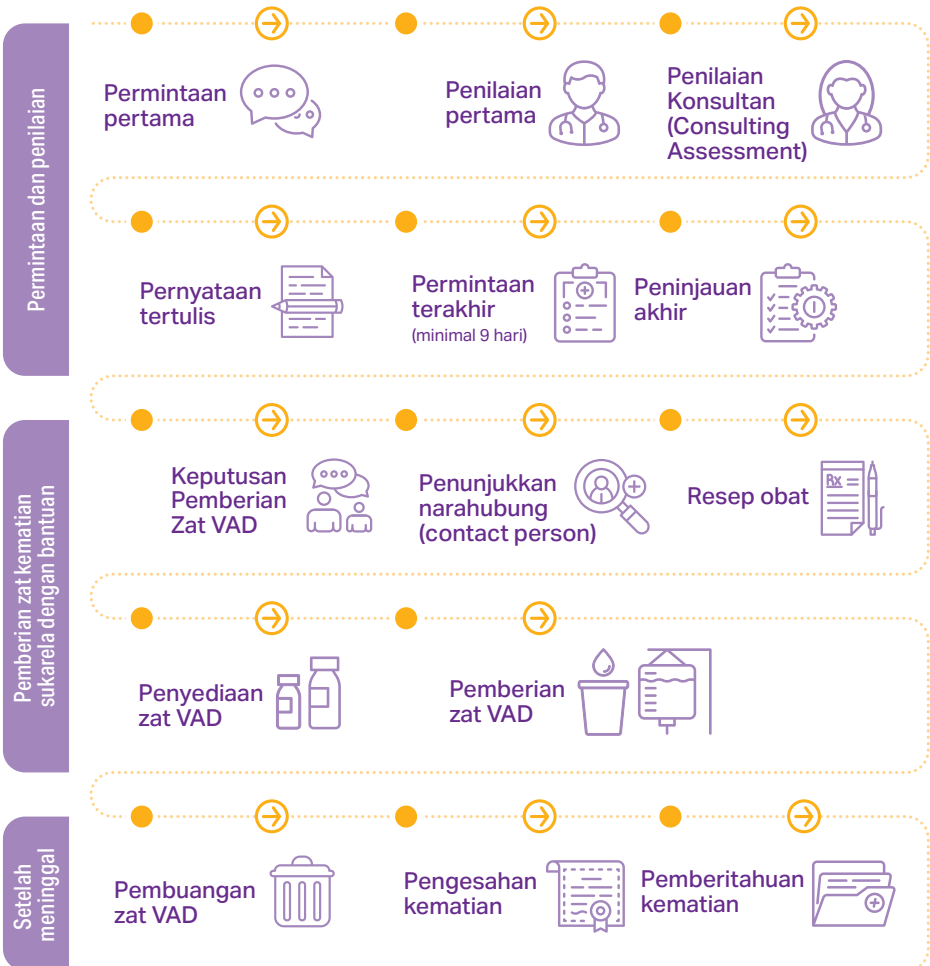 Permintaan dan penilaian
Permintaan
pertama
Penilaian
pertama
Penilaian
Konsultan
(Consulting
Assessment)
Pernyataan
tertulis
Permintaan
terakhir
(minimal 9 hari)
Peninjauan
akhir
Pemberian zat kematian
sukarela dengan bantuan
Keputusan
Pemberian
Zat VAD
Penunjukkan
narahubung
(contact person)
Resep obat
Rx
Penyediaan
zat VAD
Pemberian
zat VAD
Setelah
meninggal
Pembuangan
zat VAD
Pengesahan
kematian
Pemberitahuan
kematian